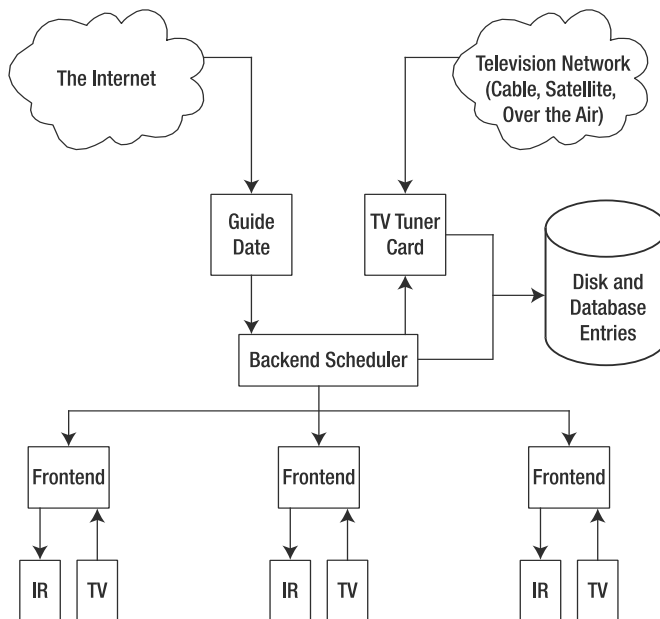 The Internet
Television Network
(Cable, Satellite,
Over the Air)
Guide
Date
TV Tuner
Card
Disk and
Database
Entries
Backend Scheduler
Frontend
Frontend
Frontend
IR
TV
IR
TV
IR
TV